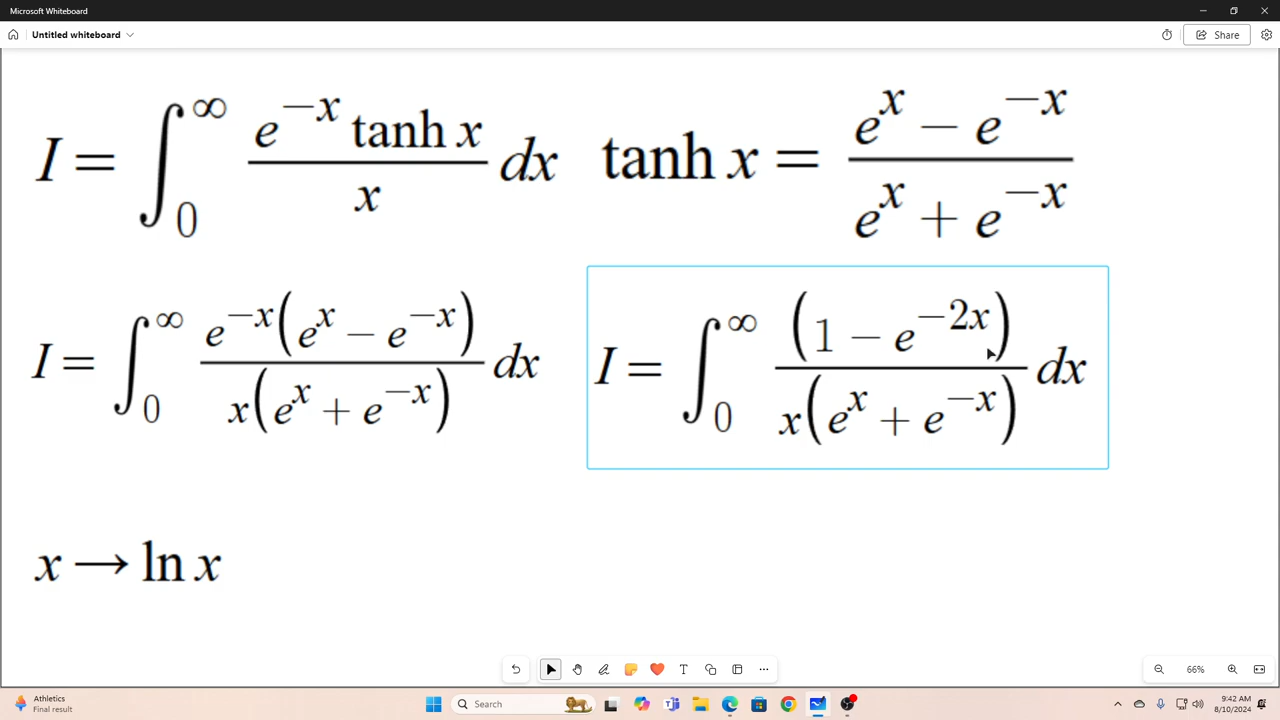 Microsoft Whiteboard
Untitled whiteboard
Share
I = ∫₀^∞ (e^{−x} tanh x)/x dx
tanh x = (e^x − e^{−x})/(e^x + e^{−x})
I = ∫₀^∞ (e^{−x}(e^x − e^{−x}))/(x(e^x + e^{−x})) dx
I = ∫₀^∞ (1 − e^{−2x})/(x(e^x + e^{−x})) dx
x → ln x
T
66%
Athletics
Final result
Search
9:42 AM
8/10/2024